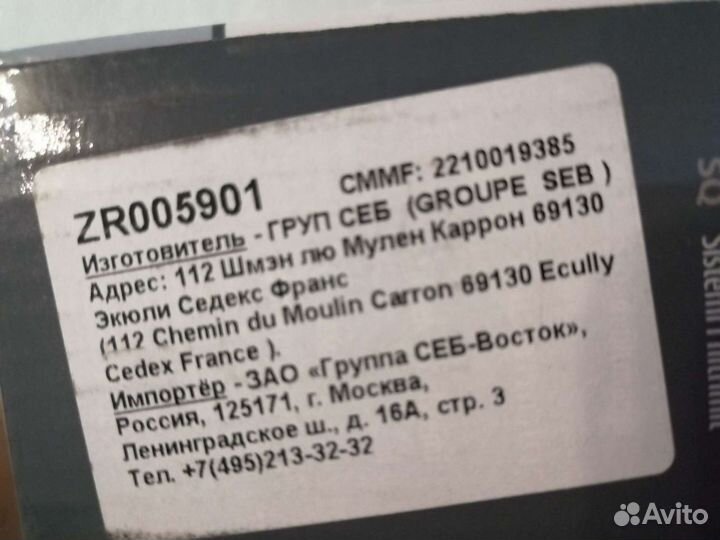 ZR005901 CMMF: 2210019385
Изготовитель - ГРУП СЕБ (GROUPE SEB )
Адрес: 112 Шмэн лю Мулен Каррон 69130
Экюли Седекс Франс
(112 Chemin du Moulin Carron 69130 Ecully
Cedex France ).
Импортёр - ЗАО «Группа СЕБ-Восток»,
Россия, 125171, г. Москва,
Ленинградское ш., д. 16А, стр. 3
Тел. +7(495)213-32-32
SQ
Avito